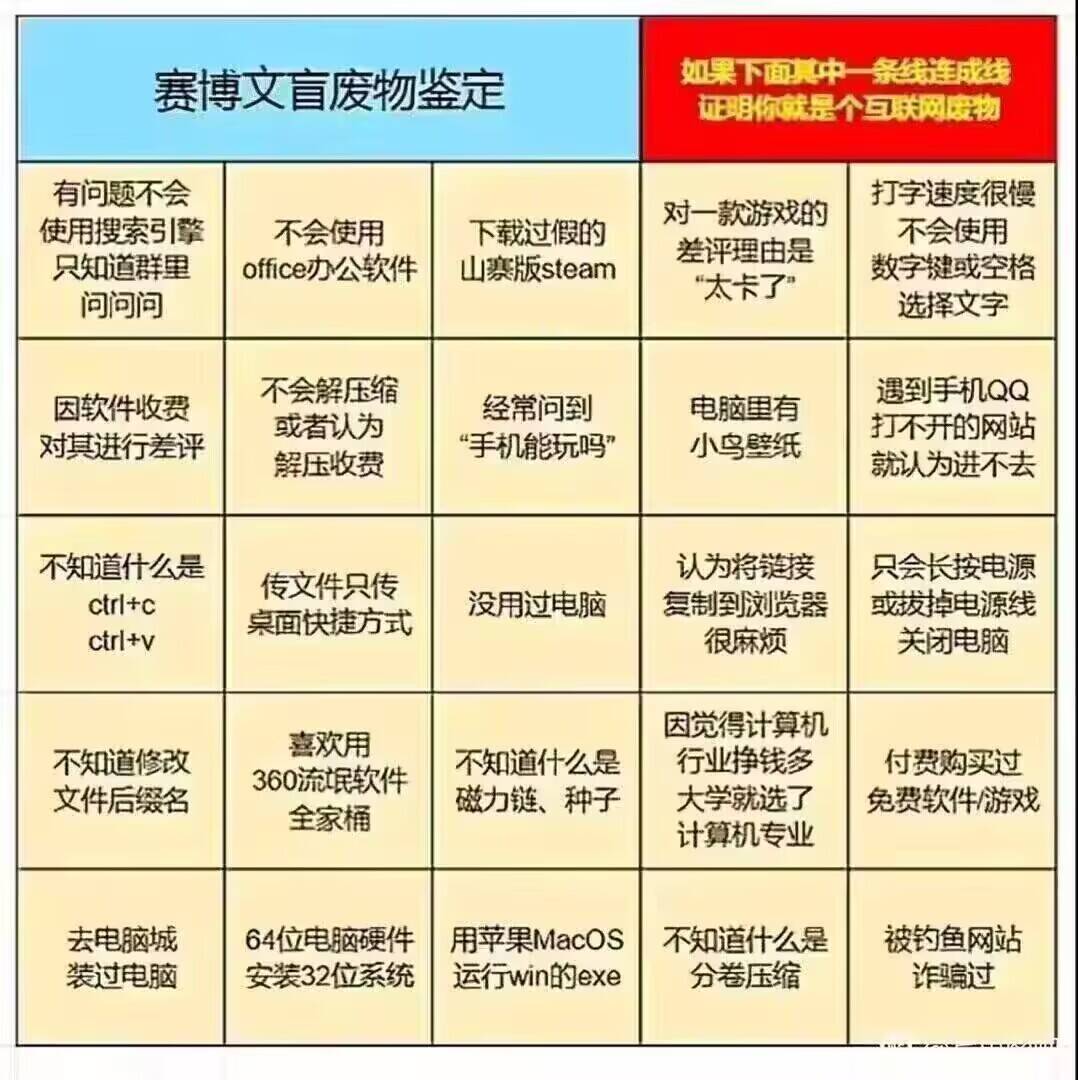 赛博文盲废物鉴定
如果下面其中一条线连成线
证明你就是个互联网废物
有问题不会
使用搜索引擎
只知道群里
问问问
不会使用
office办公软件
下载过假的
山寨版steam
对一款游戏的
差评理由是
“太卡了”
打字速度很慢
不会使用
数字键或空格
选择文字
因软件收费
对其进行差评
不会解压缩
或者认为
解压收费
经常问到
“手机能玩吗”
电脑里有
小鸟壁纸
遇到手机QQ
打不开的网站
就认为进不去
不知道什么是
ctrl+c
ctrl+v
传文件只传
桌面快捷方式
没用过电脑
认为将链接
复制到浏览器
很麻烦
只会长按电源
或拔掉电源线
关闭电脑
不知道修改
文件后缀名
喜欢用
360流氓软件
全家桶
不知道什么是
磁力链、种子
因觉得计算机
行业挣钱多
大学就选了
计算机专业
付费购买过
免费软件/游戏
去电脑城
装过电脑
64位电脑硬件
安装32位系统
用苹果MacOS
运行win的exe
不知道什么是
分卷压缩
被钓鱼网站
诈骗过